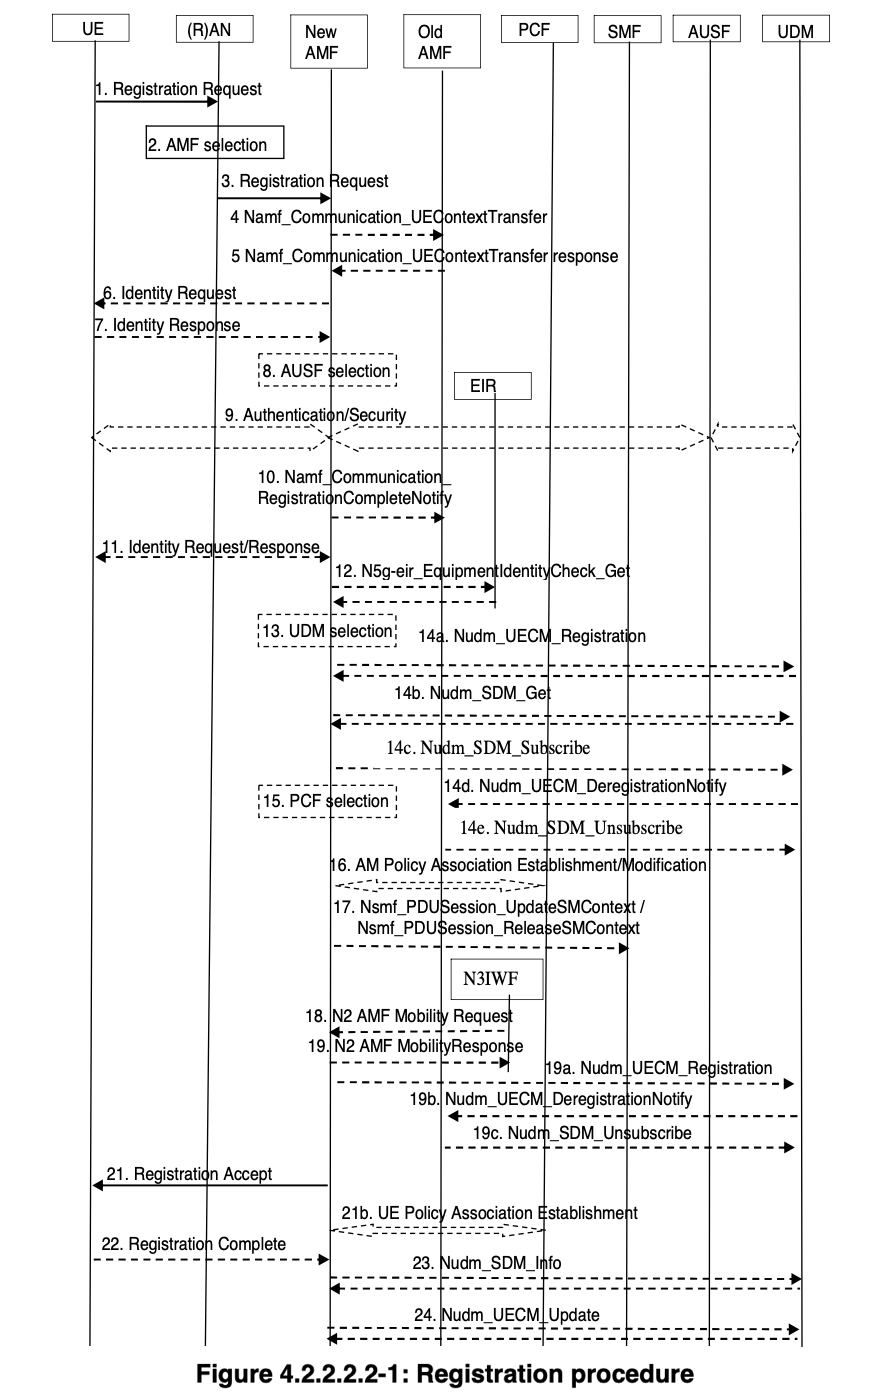 UE
(R)AN
New
AMF
Old
AMF
PCF
SMF
AUSF
UDM
1. Registration Request
2. AMF selection
3. Registration Request
4 Namf_Communication_UEContextTransfer
5 Namf_Communication_UEContextTransfer response
6. Identity Request
7. Identity Response
8. AUSF selection
EIR
9. Authentication/Security
10. Namf_Communication_
RegistrationCompleteNotify
11. Identity Request/Response
12. N5g-eir_EquipmentIdentityCheck_Get
13. UDM selection
14a. Nudm_UECM_Registration
14b. Nudm_SDM_Get
14c. Nudm_SDM_Subscribe
14d. Nudm_UECM_DeregistrationNotify
15. PCF selection
14e. Nudm_SDM_Unsubscribe
16. AM Policy Association Establishment/Modification
17. Nsmf_PDUSession_UpdateSMContext /
Nsmf_PDUSession_ReleaseSMContext
N3IWF
18. N2 AMF Mobility Request
19. N2 AMF MobilityResponse
19a. Nudm_UECM_Registration
19b. Nudm_UECM_DeregistrationNotify
19c. Nudm_SDM_Unsubscribe
21. Registration Accept
21b. UE Policy Association Establishment
22. Registration Complete
23. Nudm_SDM_Info
24. Nudm_UECM_Update
Figure 4.2.2.2.2-1: Registration procedure